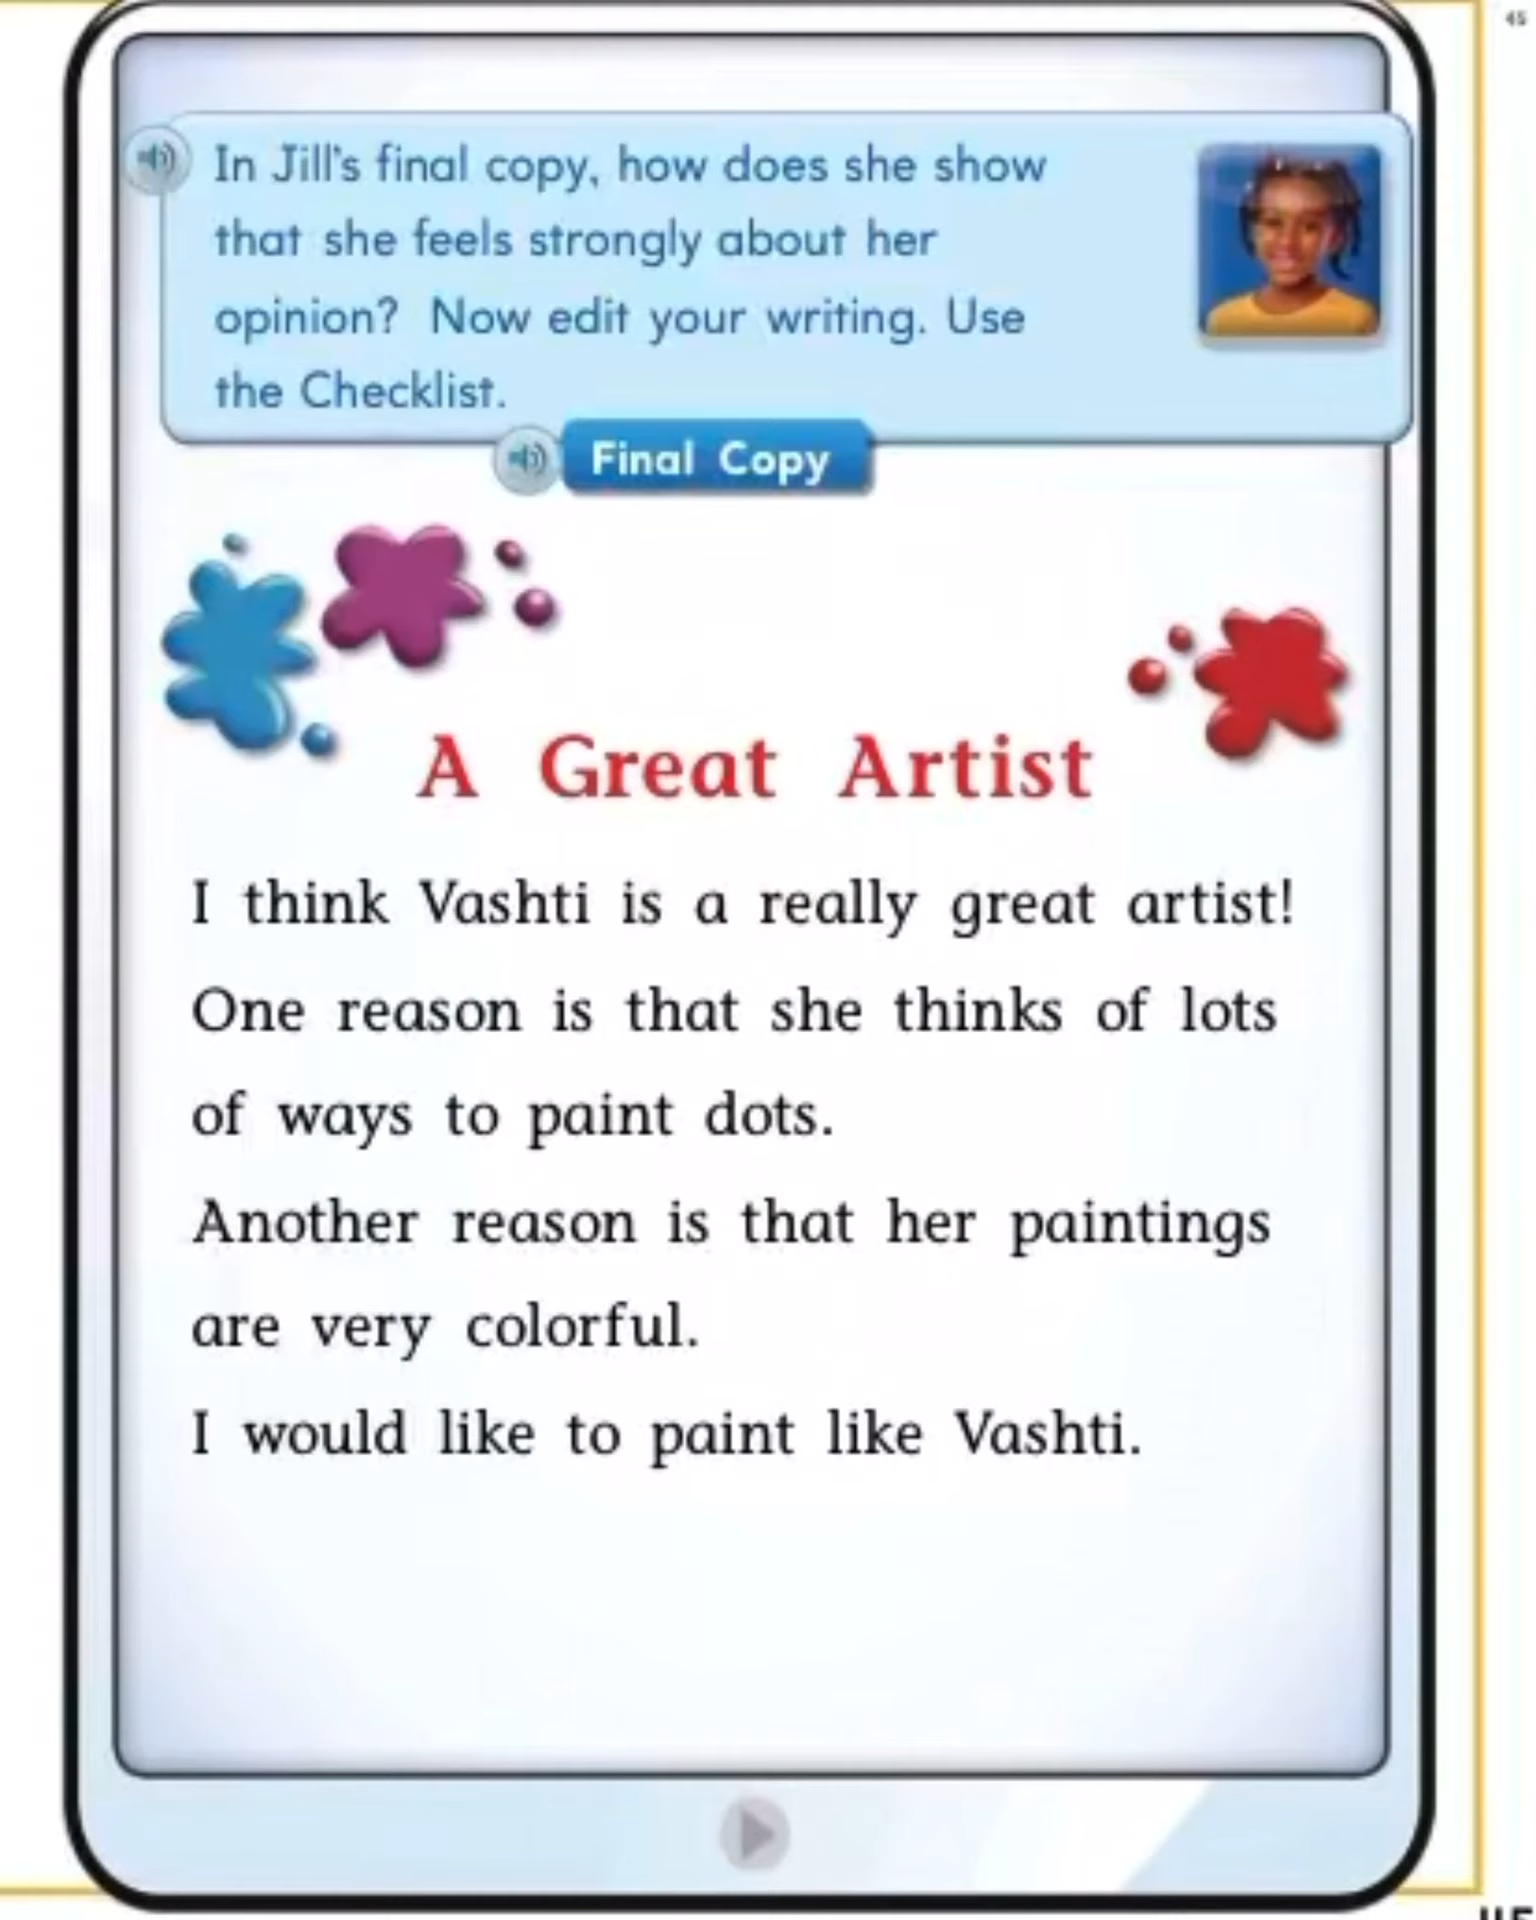 45
In Jill's final copy, how does she show
that she feels strongly about her
opinion? Now edit your writing. Use
the Checklist.
Final Copy
A Great Artist
I think Vashti is a really great artist!
One reason is that she thinks of lots
of ways to paint dots.
Another reason is that her paintings
are very colorful.
I would like to paint like Vashti.